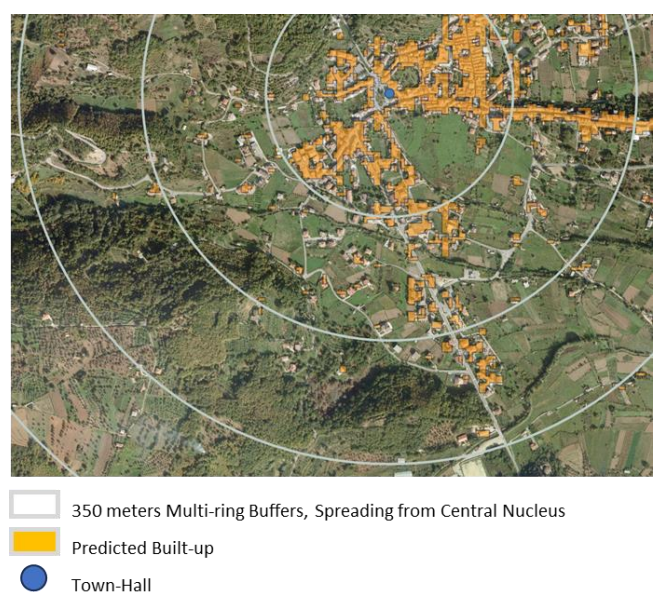 350 meters Multi-ring Buffers, Spreading from Central Nucleus
Predicted Built-up
Town-Hall